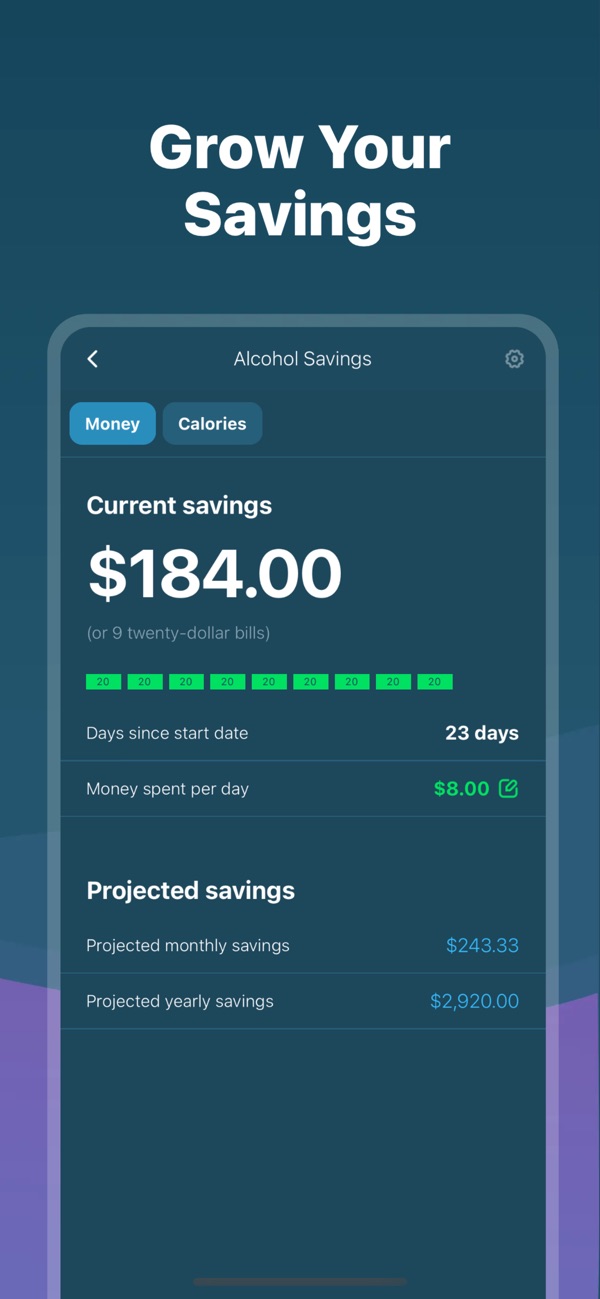 Grow Your
Savings
Alcohol Savings
Money Calories
Current savings
$184.00
(or 9 twenty-dollar bills)
20 20 20 20 20 20 20 20 20
Days since start date 23 days
Money spent per day $8.00
Projected savings
Projected monthly savings $243.33
Projected yearly savings $2,920.00